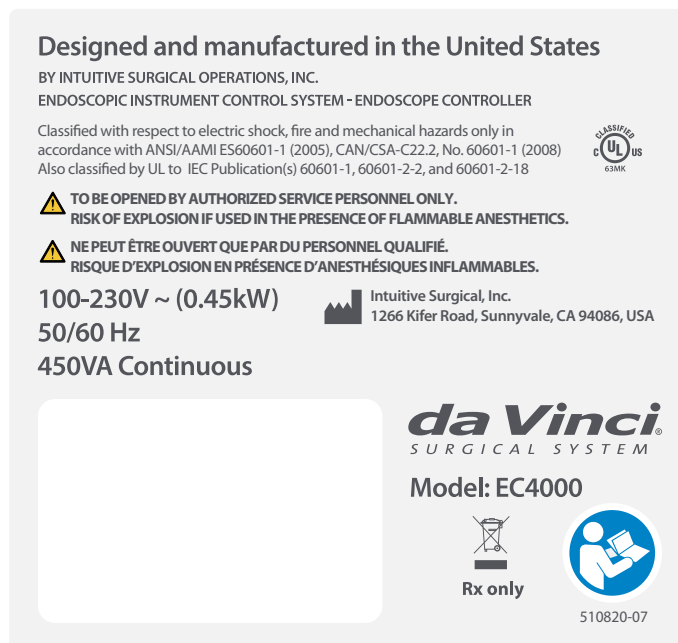 Designed and manufactured in the United States
BY INTUITIVE SURGICAL OPERATIONS, INC.
ENDOSCOPIC INSTRUMENT CONTROL SYSTEM - ENDOSCOPE CONTROLLER
Classified with respect to electric shock, fire and mechanical hazards only in
accordance with ANSI/AAMI ES60601-1 (2005), CAN/CSA-C22.2, No. 60601-1 (2008)
Also classified by UL to IEC Publication(s) 60601-1, 60601-2-2, and 60601-2-18
CLASSIFIED
C UL US
63MK
TO BE OPENED BY AUTHORIZED SERVICE PERSONNEL ONLY.
RISK OF EXPLOSION IF USED IN THE PRESENCE OF FLAMMABLE ANESTHETICS.
NE PEUT ÊTRE OUVERT QUE PAR DU PERSONNEL QUALIFIÉ.
RISQUE D'EXPLOSION EN PRÉSENCE D'ANESTHÉSIQUES INFLAMMABLES.
100-230V ~ (0.45kW)
50/60 Hz
450VA Continuous
Intuitive Surgical, Inc.
1266 Kifer Road, Sunnyvale, CA 94086, USA
da Vinci®
SURGICAL SYSTEM
Model: EC4000
Rx only
510820-07